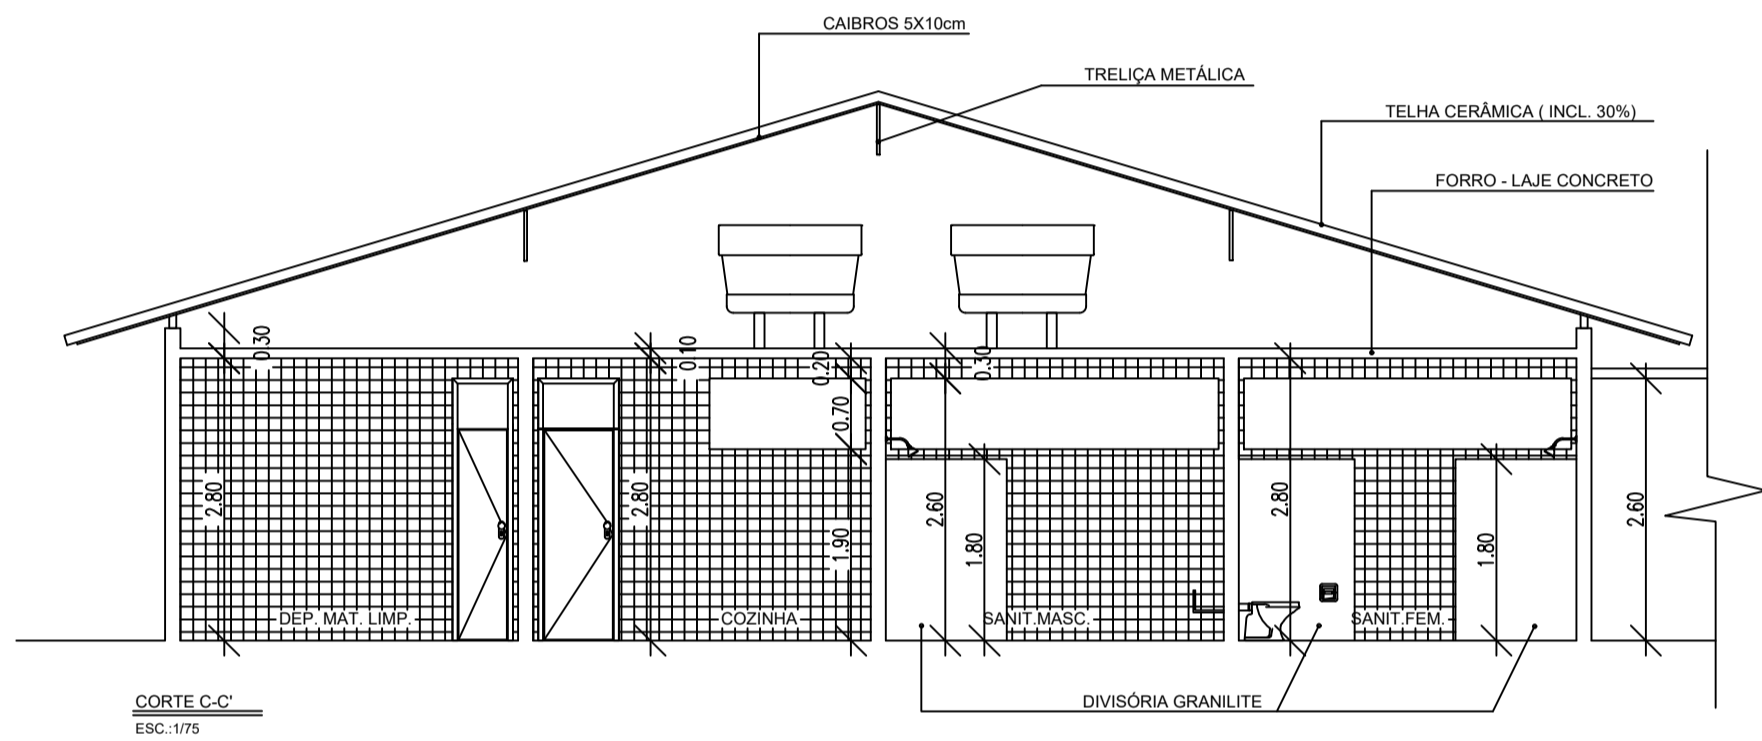 CAIBROS 5X10cm
TRELIÇA METÁLICA
TELHA CERÂMICA ( INCL. 30%)
FORRO - LAJE CONCRETO
0.30
0.10
0.20
0.30
0.70
2.80
2.80
1.90
2.60
1.80
2.80
1.80
2.60
DEP. MAT. LIMP.
COZINHA
SANIT.MASC.
SANIT.FEM.
CORTE C-C'
DIVISÓRIA GRANILITE
ESC.:1/75